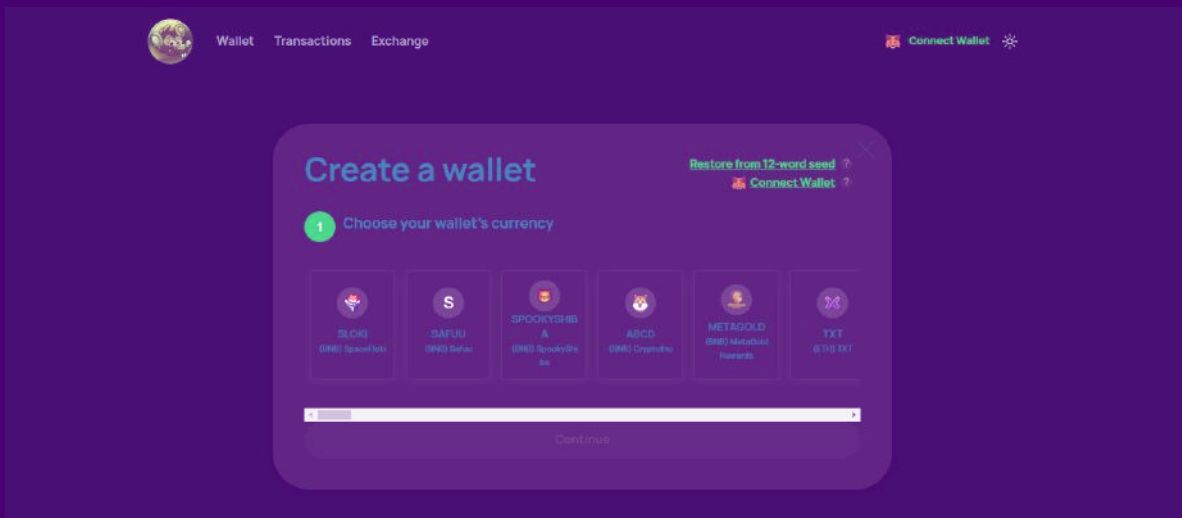 Wallet Transactions Exchange
Connect Wallet
Create a wallet
Restore from 12-word seed ?
Connect Wallet ?
1 Choose your wallet's currency
SLOKI
(BNB) SpaceFloki
S
SAFUU
(BNB) Safuu
SPOOKYSHIB
A
(BNB) SpookyShi
ba
ABCD
(BNB) CryptoInu
METAGOLD
(BNB) MetaGold
Rewards
TXT
(ETH) TXT
Continue